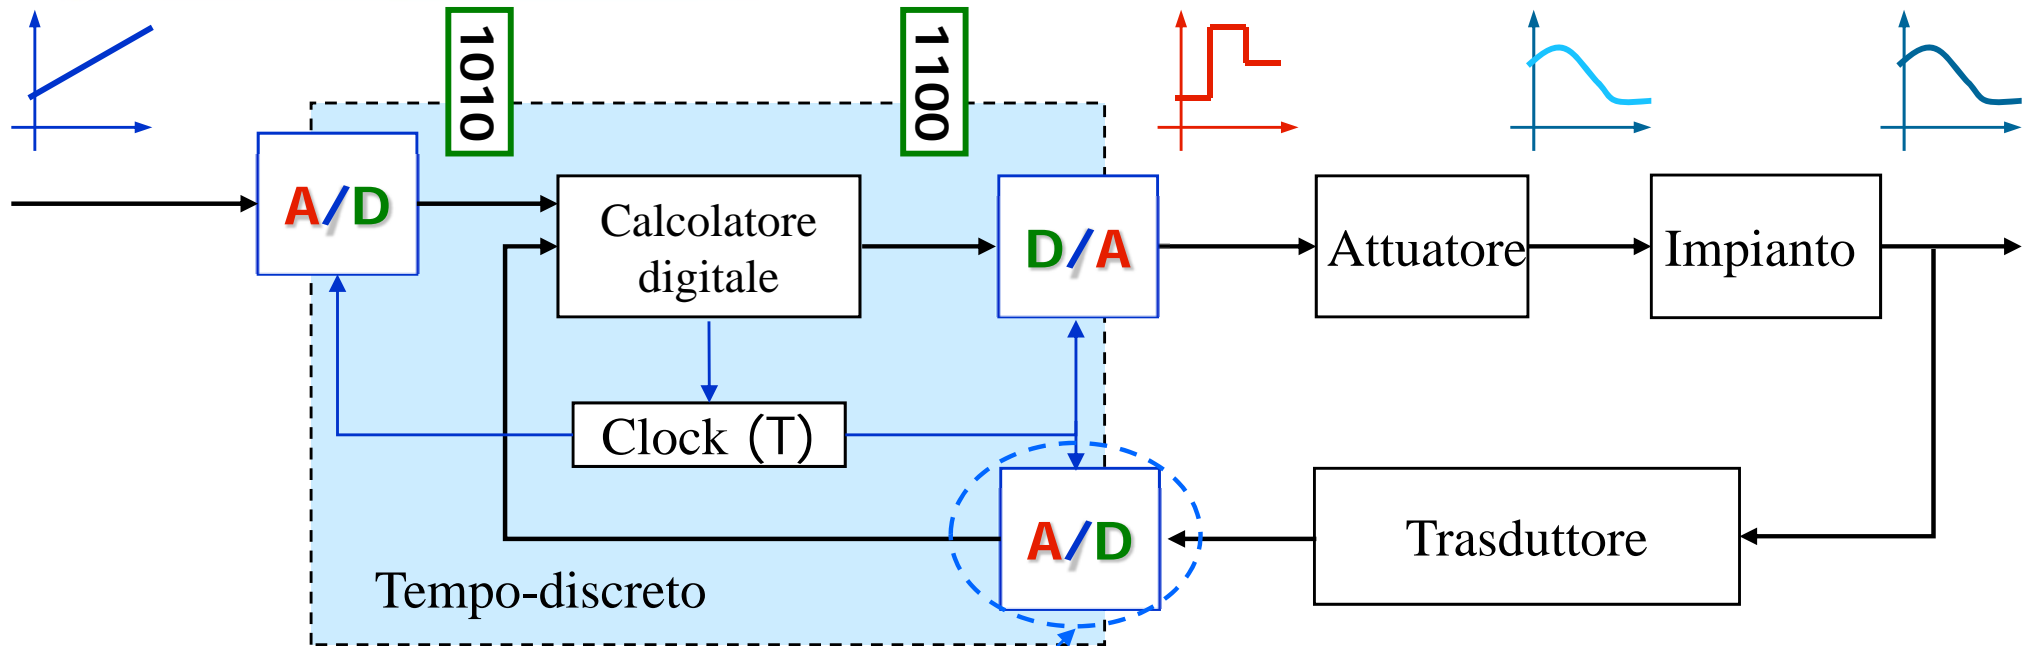 1010
1100
A/D
Calcolatore
digitale
D/A
Attuatore
Impianto
Clock (T)
A/D
Trasduttore
Tempo-discreto